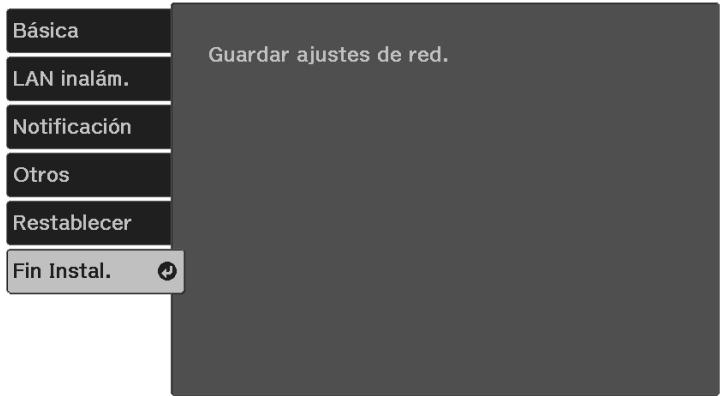 Básica
LAN inalám.
Notificación
Otros
Restablecer
Fin Instal.
Guardar ajustes de red.